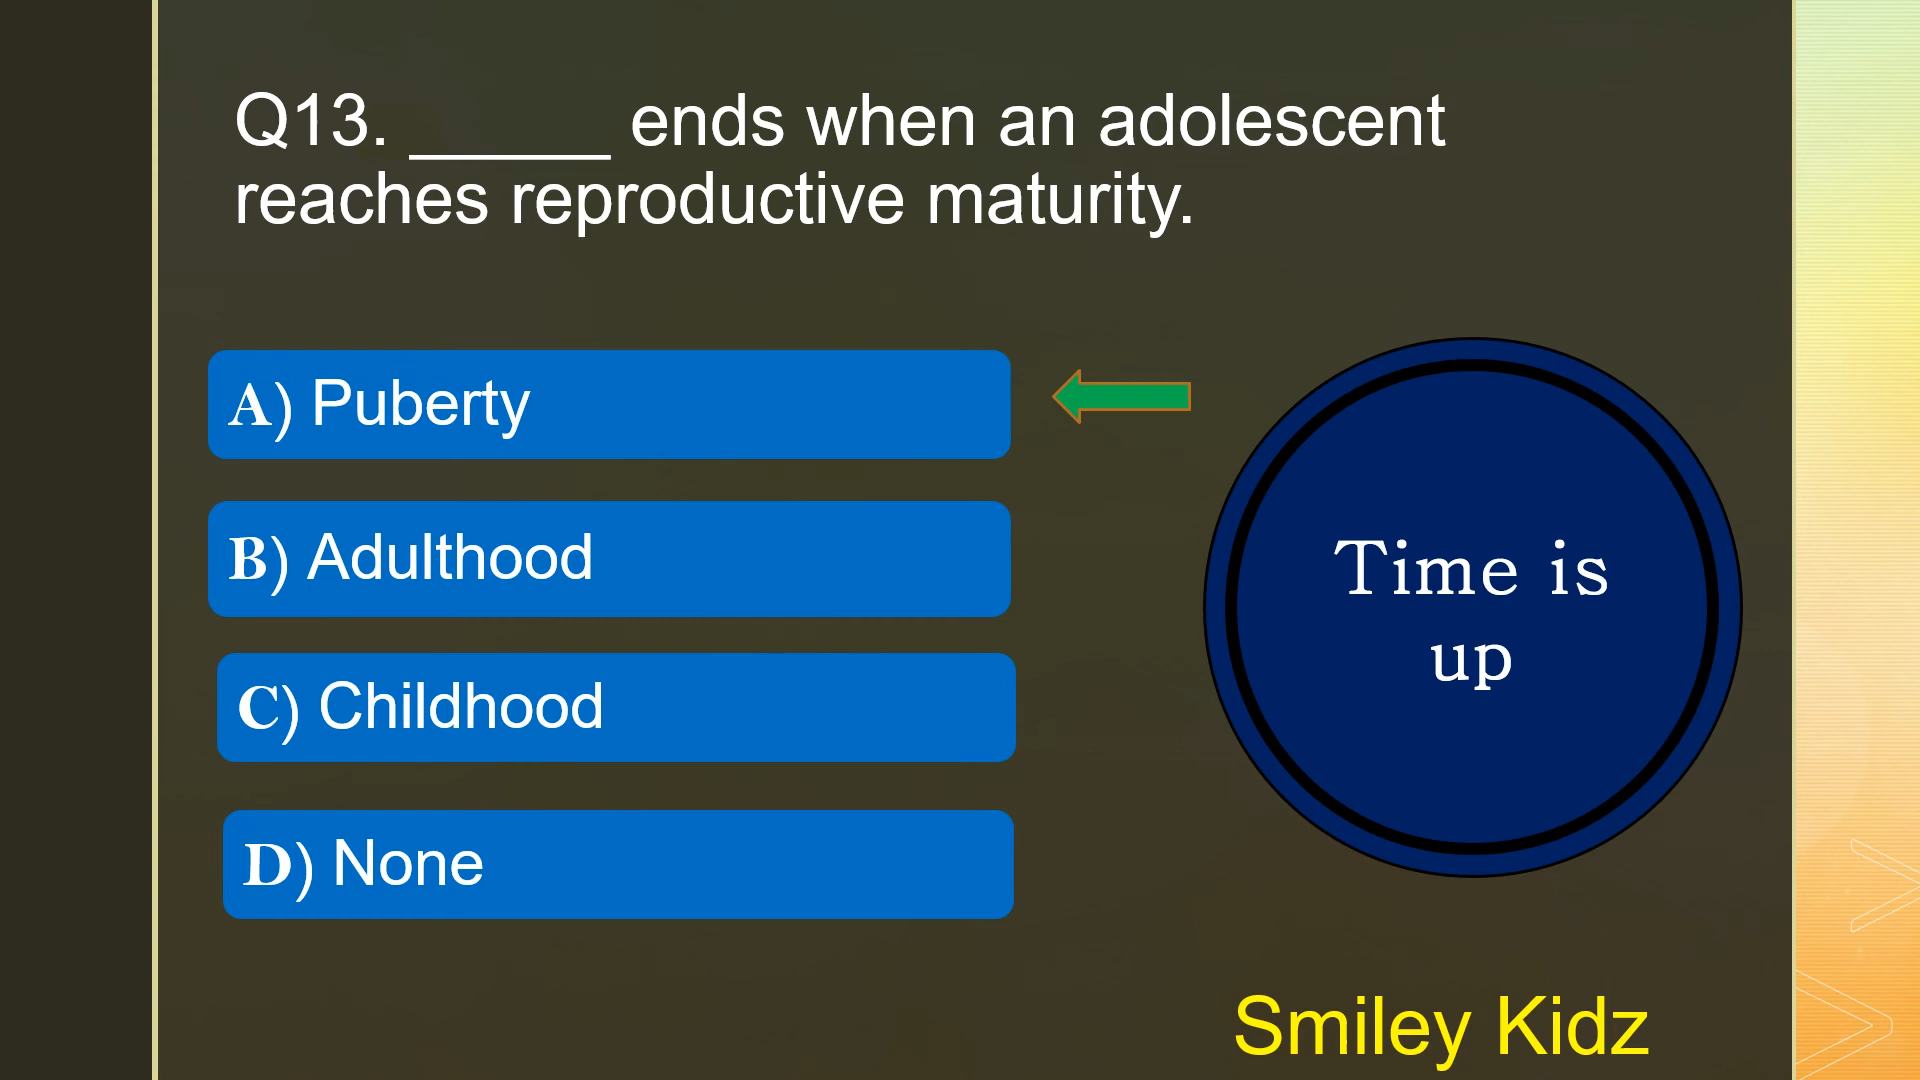 Q13. _____ ends when an adolescent
reaches reproductive maturity.
A) Puberty
B) Adulthood
C) Childhood
D) None
Time is
up
Smiley Kidz